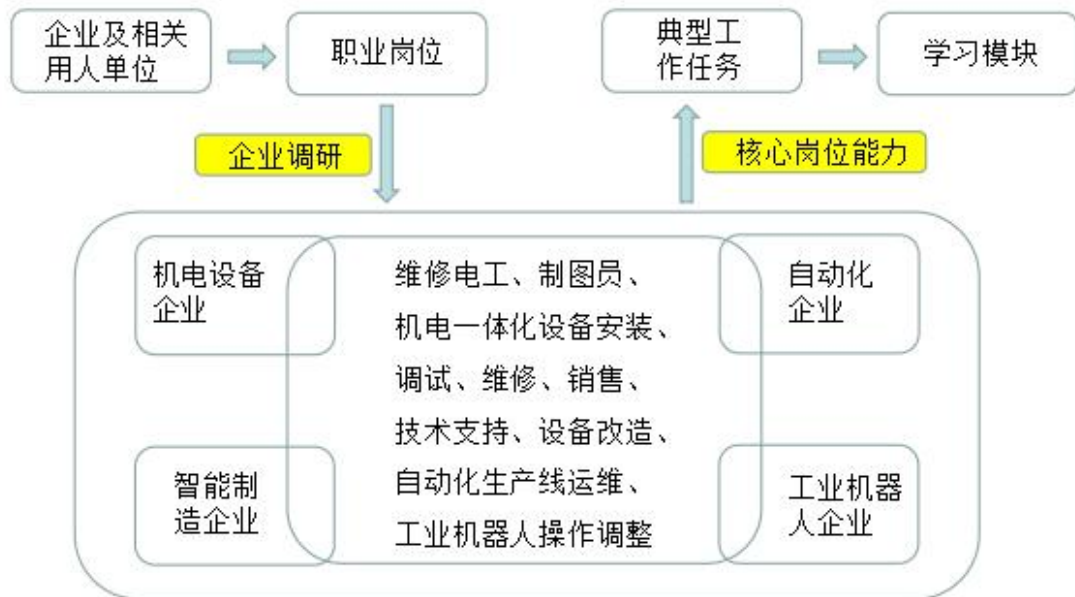 企业及相关
用人单位
职业岗位
典型工
作任务
学习模块
企业调研
核心岗位能力
机电设备
企业
维修电工、制图员、
机电一体化设备安装、
调试、维修、销售、
技术支持、设备改造、
自动化生产线运维、
工业机器人操作调整
自动化
企业
智能制
造企业
工业机器
人企业